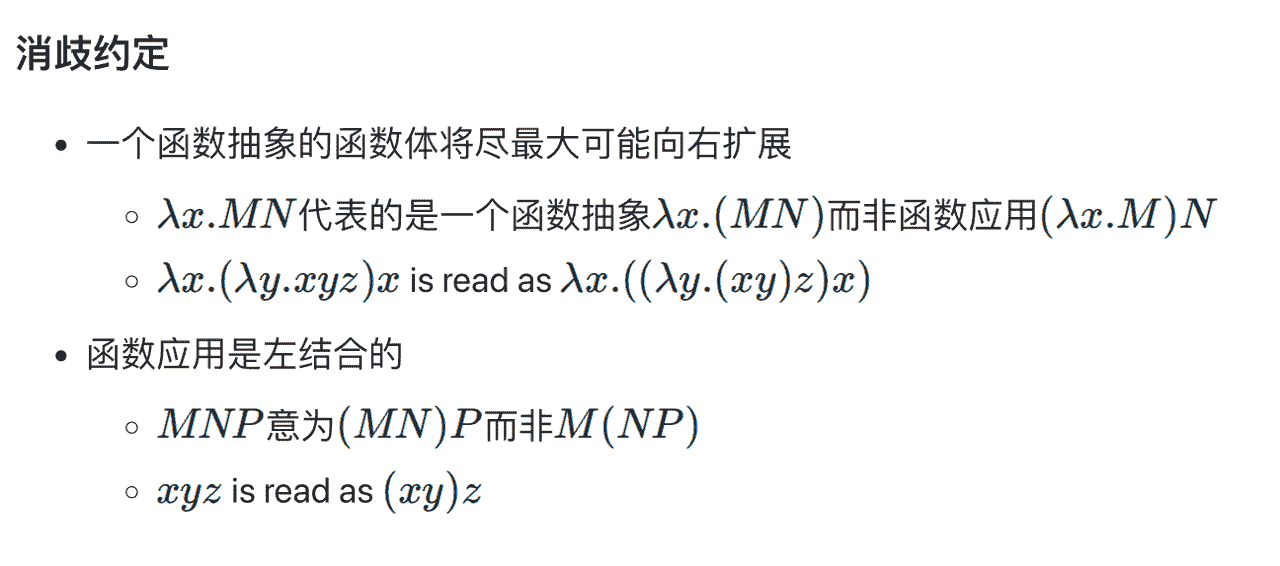 消歧约定
• 一个函数抽象的函数体将尽最大可能向右扩展
◦ λx.MN代表的是一个函数抽象λx.(MN)而非函数应用(λx.M)N
◦ λx.(λy.xyz)x is read as λx.((λy.(xy)z)x)
• 函数应用是左结合的
◦ MNP意为(MN)P而非M(NP)
◦ xyz is read as (xy)z